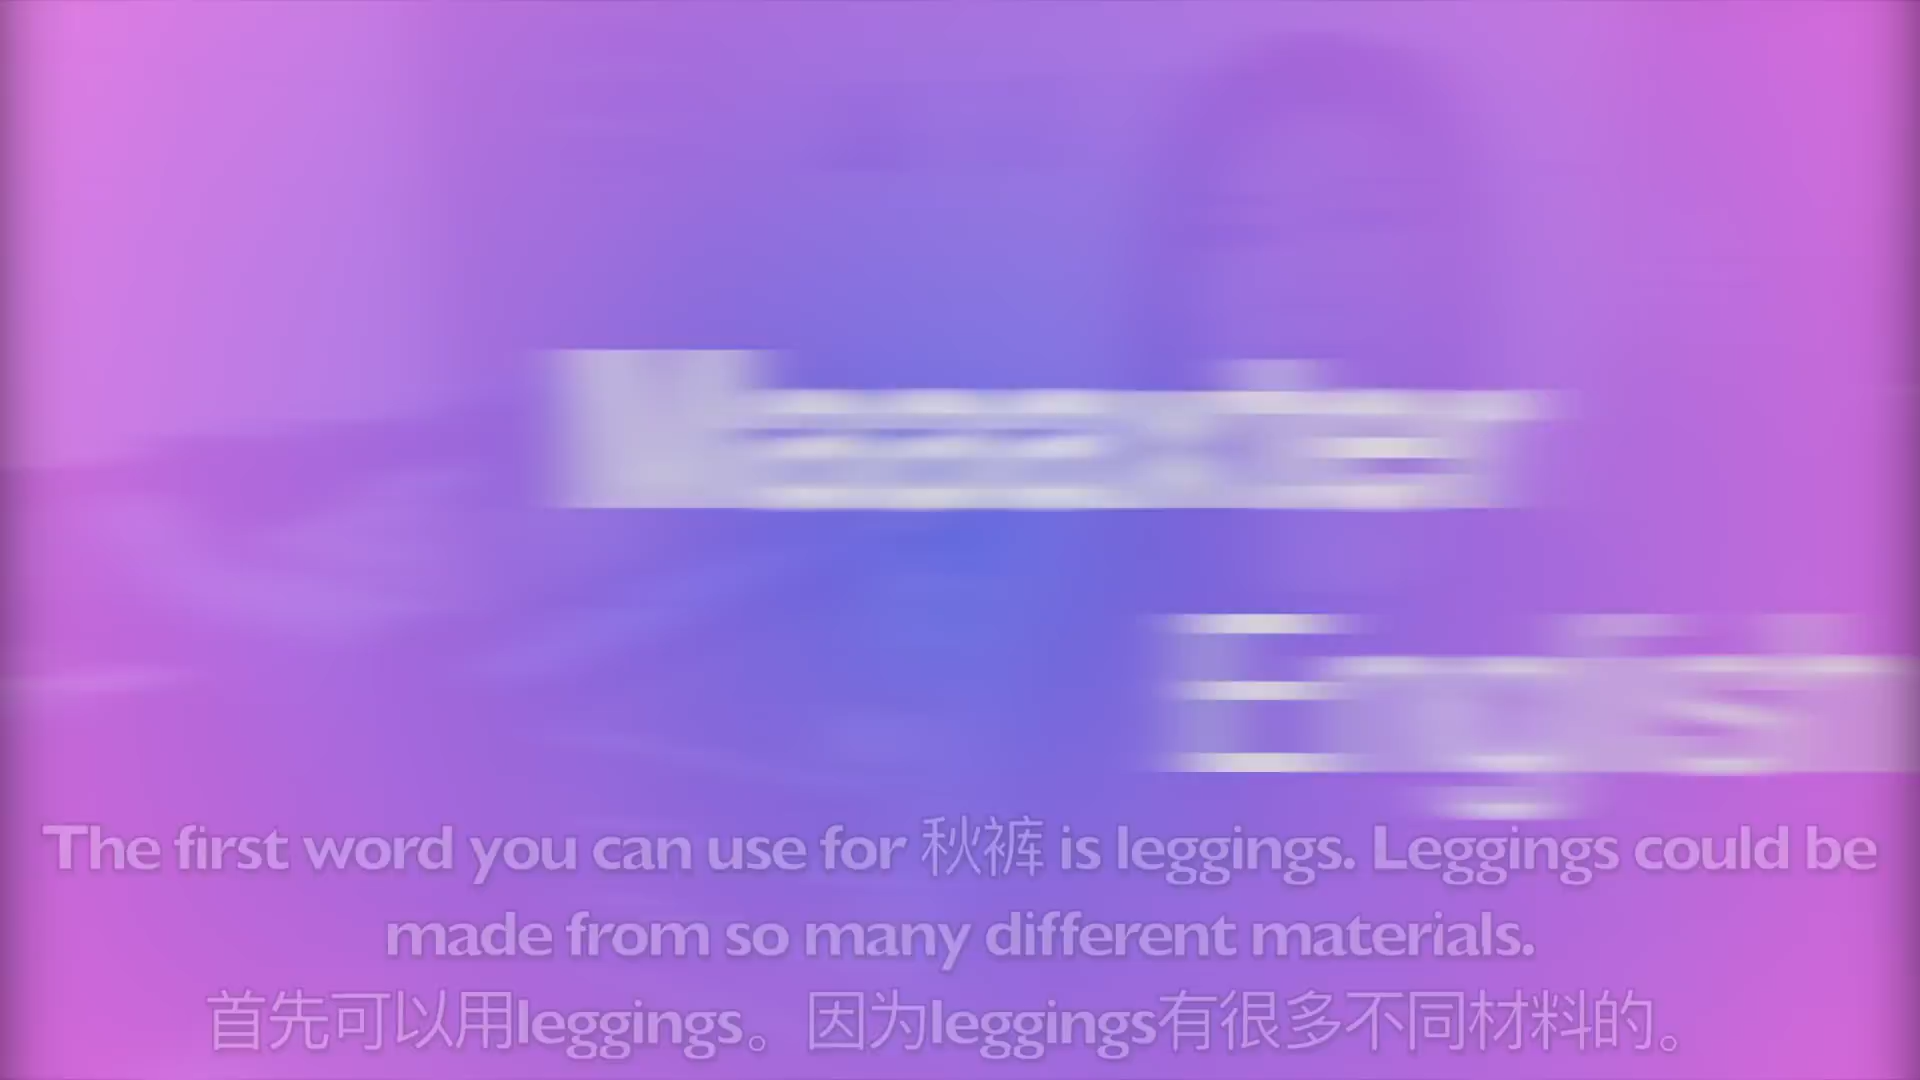 The first word you can use for 秋裤 is leggings. Leggings could be
made from so many different materials.
首先可以用leggings。因为leggings有很多不同材料的。